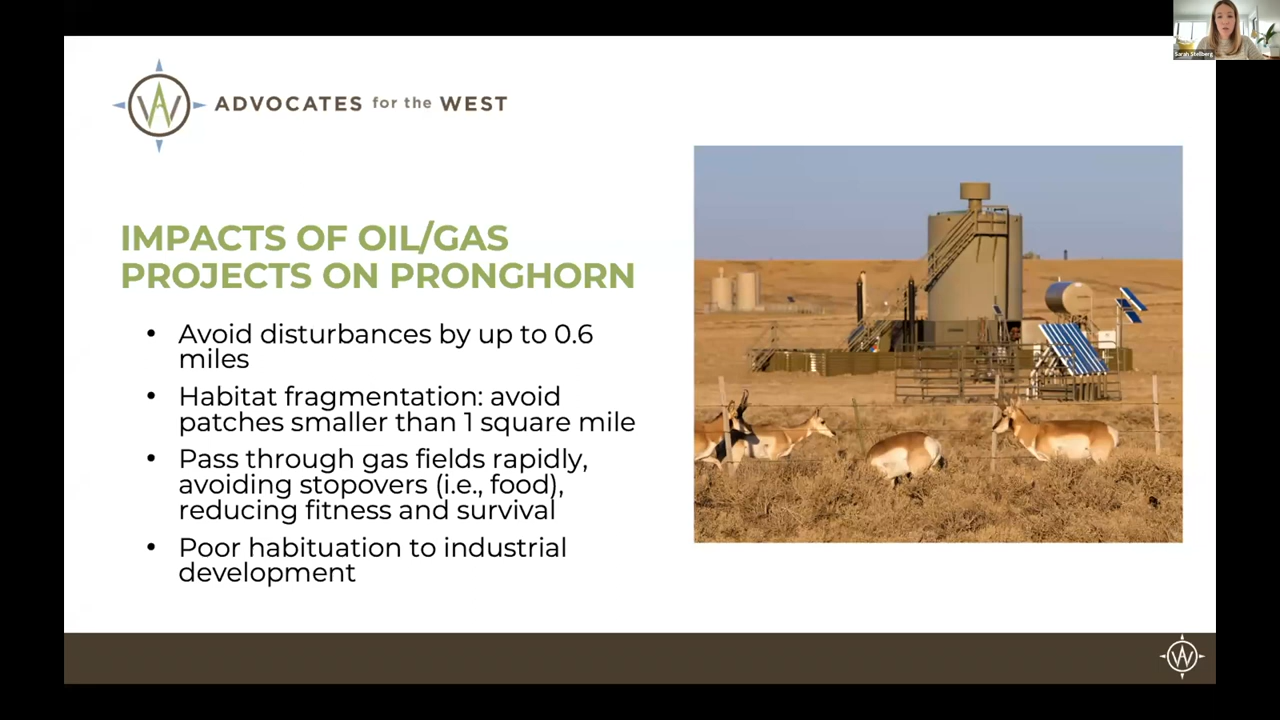 Sarah Stellberg
ADVOCATES for the WEST
IMPACTS OF OIL/GAS
PROJECTS ON PRONGHORN
• Avoid disturbances by up to 0.6
miles
• Habitat fragmentation: avoid
patches smaller than 1 square mile
• Pass through gas fields rapidly,
avoiding stopovers (i.e., food),
reducing fitness and survival
• Poor habituation to industrial
development